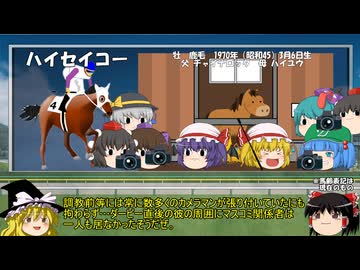 ハイセイコー
牡　鹿毛　1970年（昭和45）3月6日生
父 チャイナロック　母 ハイユウ
4
※馬齢表記は
現在のもの
調教前等には常に数多くのカメラマンが張り付いていたにも
拘わらず…ダービー直後の彼の周囲にマスコミ関係者は
一人も居なかったそうだぜ。